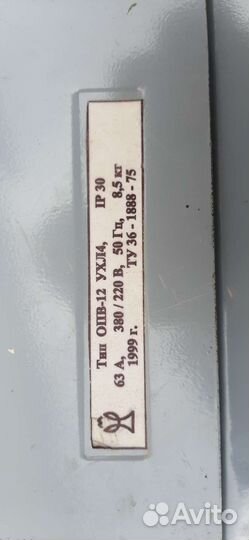 Тип ОПВ-12 УХЛ4, IP 30
63 А, 380 / 220 В, 50 Гц, 8,5 кг
1999 г. ТУ 36 - 1888 - 75
Avito